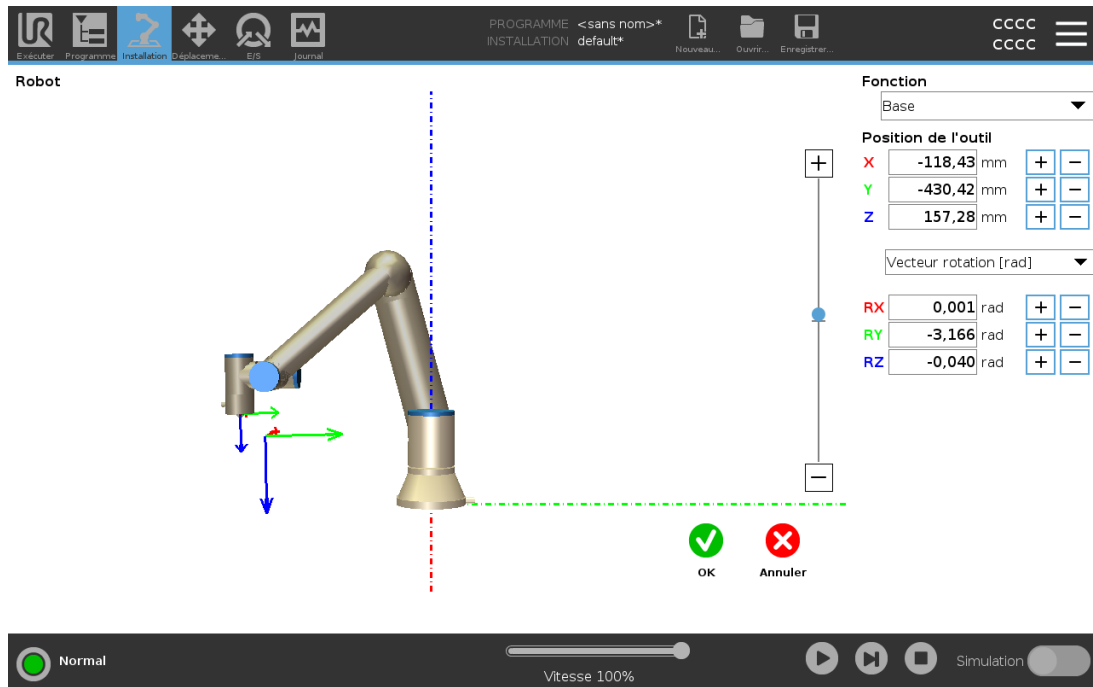 Exécuter
Programme
Installation
Déplaceme...
E/S
Journal
PROGRAMME <sans nom>*
INSTALLATION default*
Nouveau...
Ouvrir...
Enregistrer...
CCCC
CCCC
Robot
Fonction
Base
Position de l'outil
X -118,43 mm + −
Y -430,42 mm + −
Z 157,28 mm + −
Vecteur rotation [rad]
RX 0,001 rad + −
RY -3,166 rad + −
RZ -0,040 rad + −
OK
Annuler
Normal
Vitesse 100%
Simulation